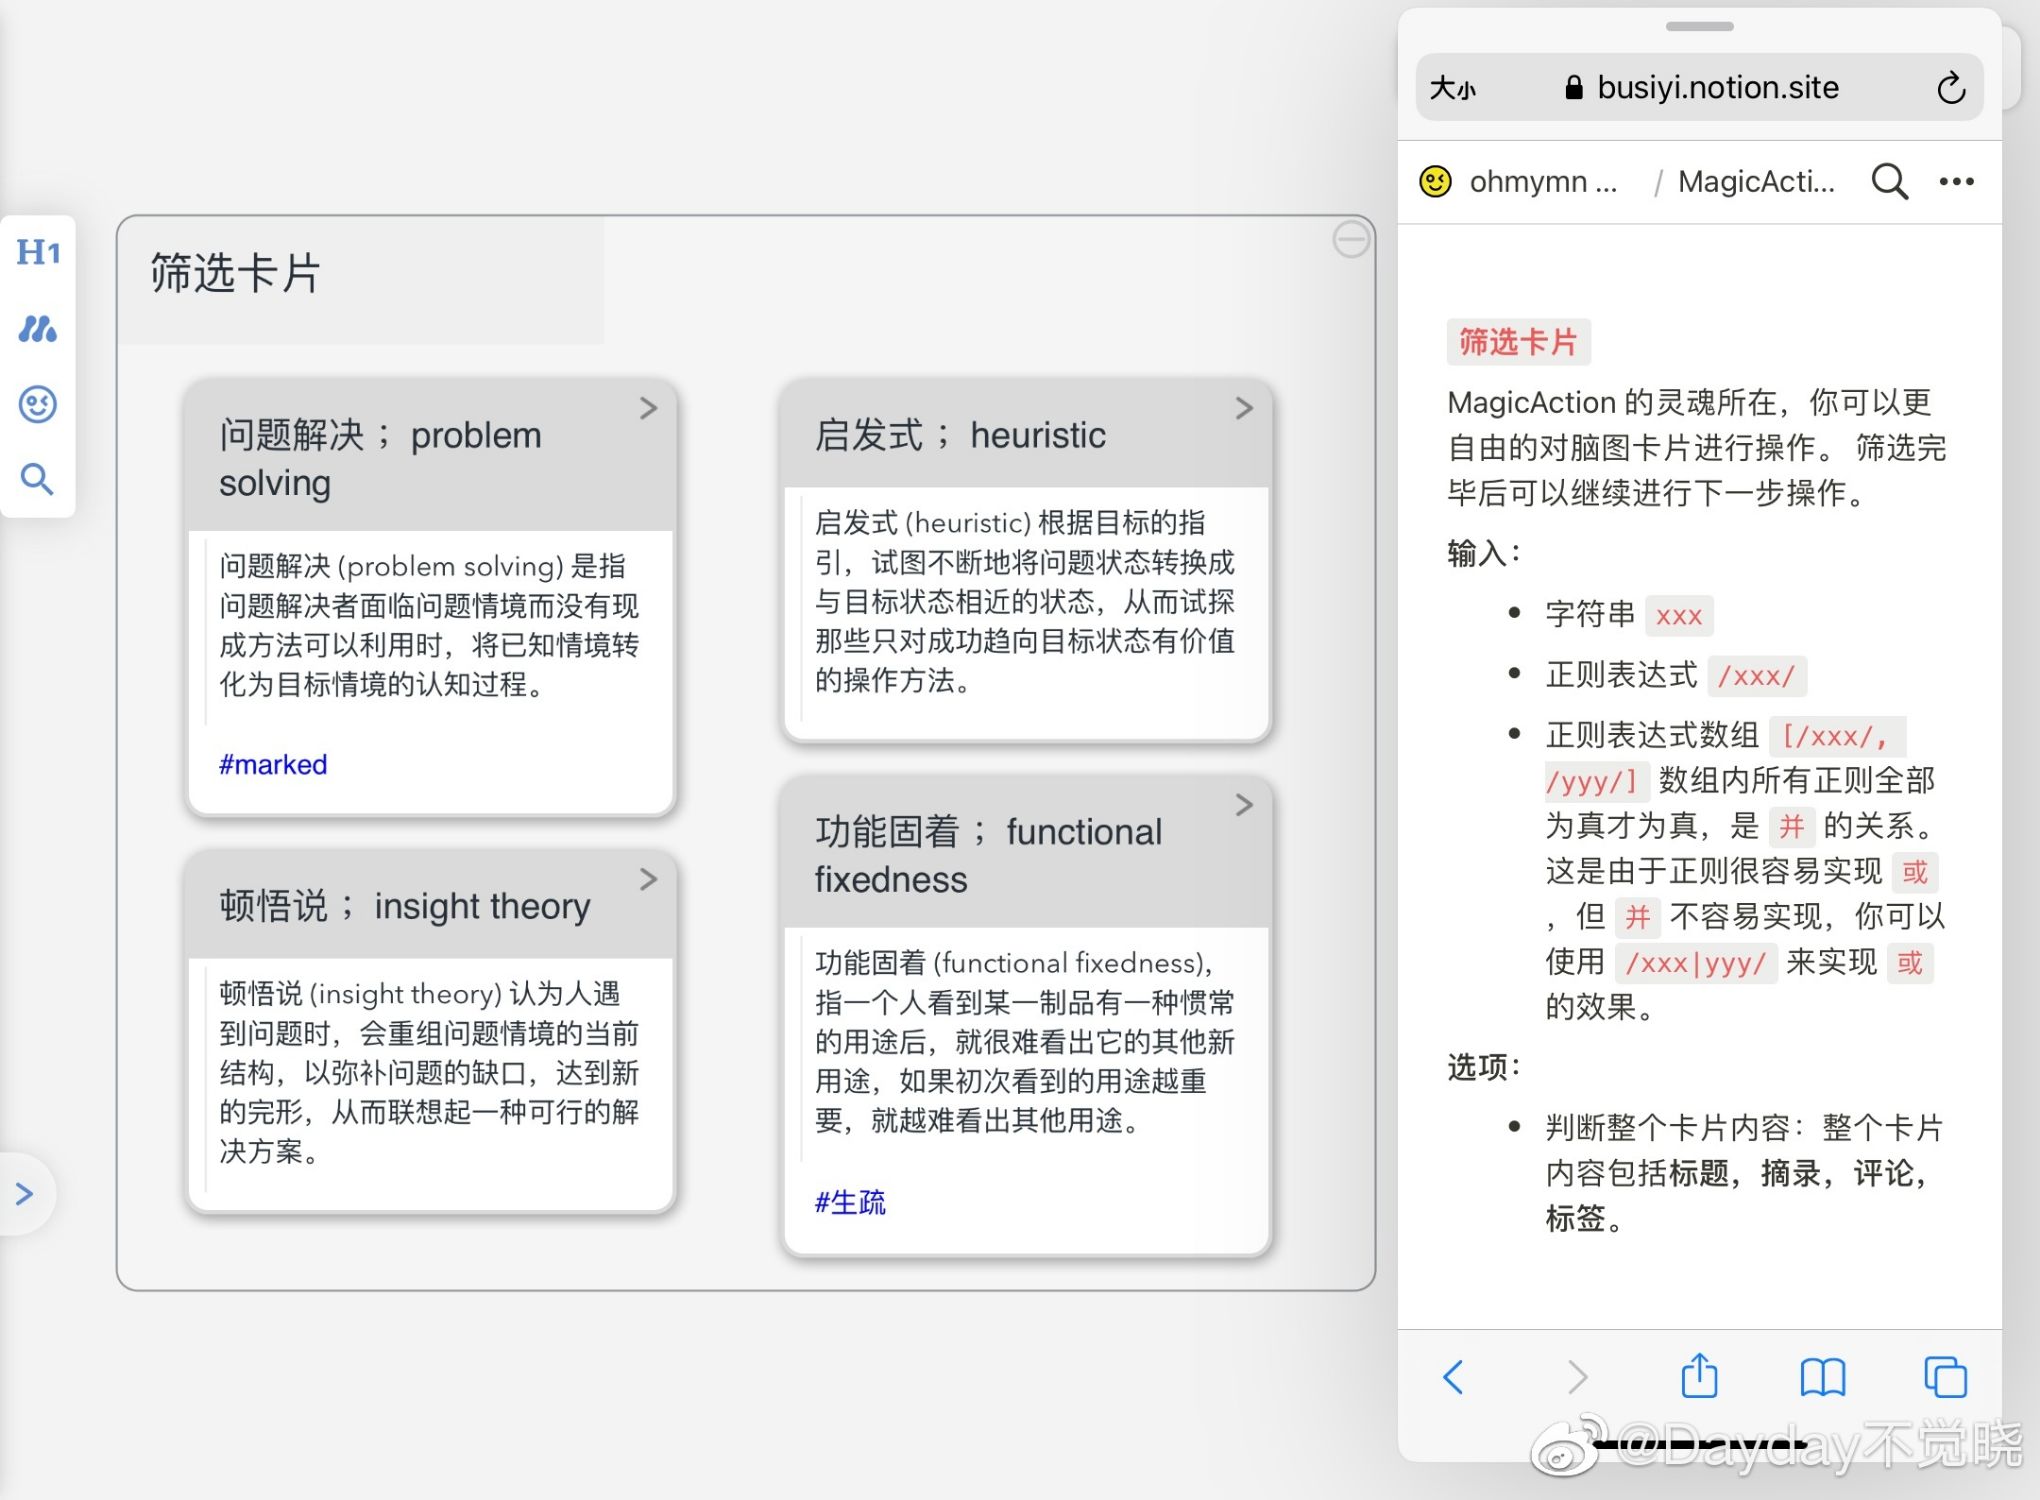 H1
筛选卡片
问题解决； problem
solving
问题解决 (problem solving) 是指
问题解决者面临问题情境而没有现
成方法可以利用时，将已知情境转
化为目标情境的认知过程。
#marked
顿悟说； insight theory
顿悟说 (insight theory) 认为人遇
到问题时，会重组问题情境的当前
结构，以弥补问题的缺口，达到新
的完形，从而联想起一种可行的解
决方案。
启发式； heuristic
启发式 (heuristic) 根据目标的指
引，试图不断地将问题状态转换成
与目标状态相近的状态，从而试探
那些只对成功趋向目标状态有价值
的操作方法。
功能固着； functional
fixedness
功能固着 (functional fixedness)，
指一个人看到某一制品有一种惯常
的用途后，就很难看出它的其他新
用途，如果初次看到的用途越重
要，就越难看出其他用途。
#生疏
大小 busiyi.notion.site
ohmymn ... / MagicActi...
筛选卡片
MagicAction 的灵魂所在，你可以更
自由的对脑图卡片进行操作。 筛选完
毕后可以继续进行下一步操作。
输入：
• 字符串 xxx
• 正则表达式 /xxx/
• 正则表达式数组 [/xxx/,
/yyy/] 数组内所有正则全部
为真才为真，是 并 的关系。
这是由于正则很容易实现 或
，但 并 不容易实现，你可以
使用 /xxx|yyy/ 来实现 或
的效果。
选项：
• 判断整个卡片内容：整个卡片
内容包括标题，摘录，评论，
标签。
@Dayday不觉晓